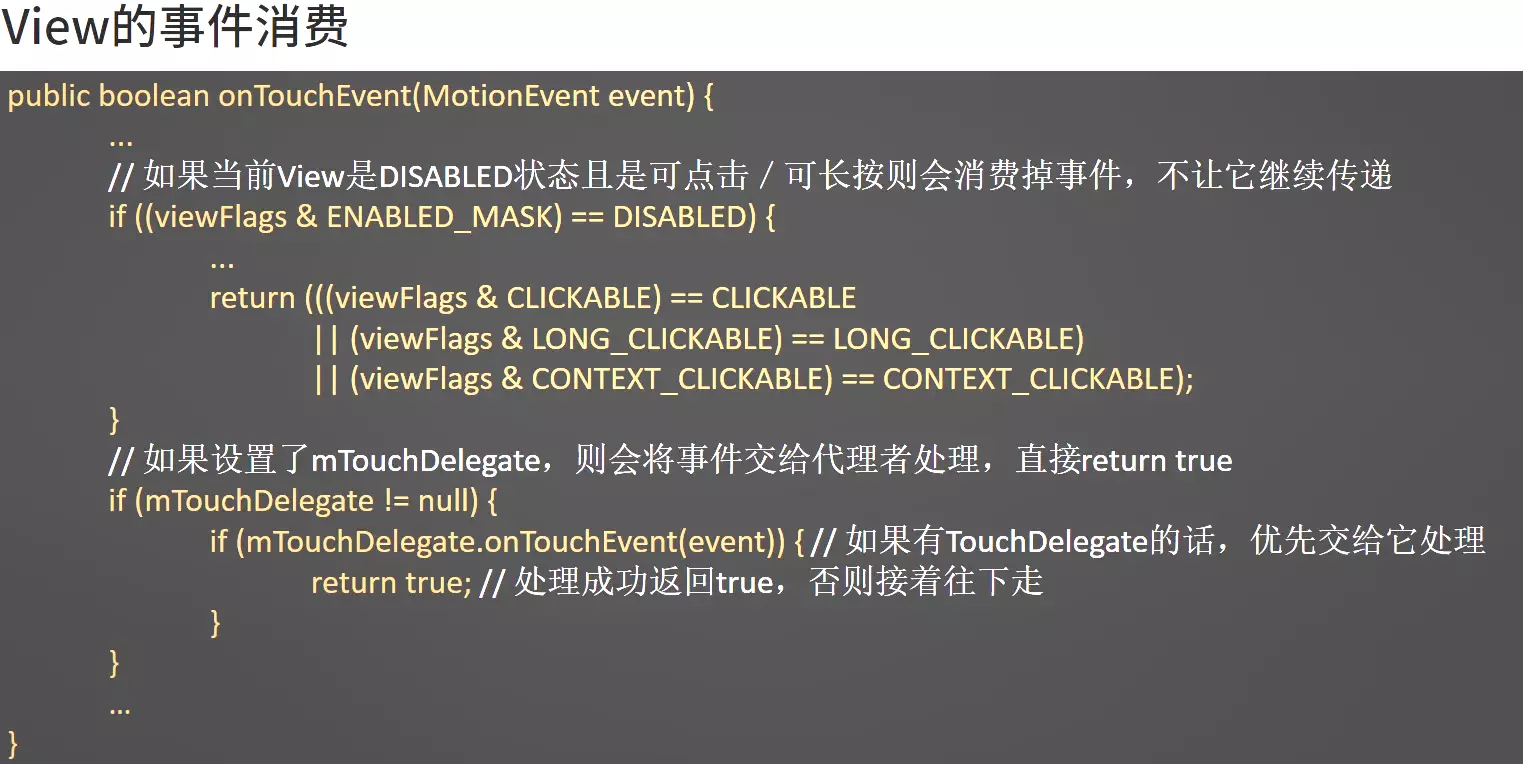 View的事件消费
public boolean onTouchEvent(MotionEvent event) {
...
// 如果当前View是DISABLED状态且是可点击／可长按则会消费掉事件，不让它继续传递
if ((viewFlags & ENABLED_MASK) == DISABLED) {
...
return (((viewFlags & CLICKABLE) == CLICKABLE
|| (viewFlags & LONG_CLICKABLE) == LONG_CLICKABLE)
|| (viewFlags & CONTEXT_CLICKABLE) == CONTEXT_CLICKABLE);
}
// 如果设置了mTouchDelegate，则会将事件交给代理者处理，直接return true
if (mTouchDelegate != null) {
if (mTouchDelegate.onTouchEvent(event)) { // 如果有TouchDelegate的话，优先交给它处理
return true; // 处理成功返回true，否则接着往下走
}
}
...
}